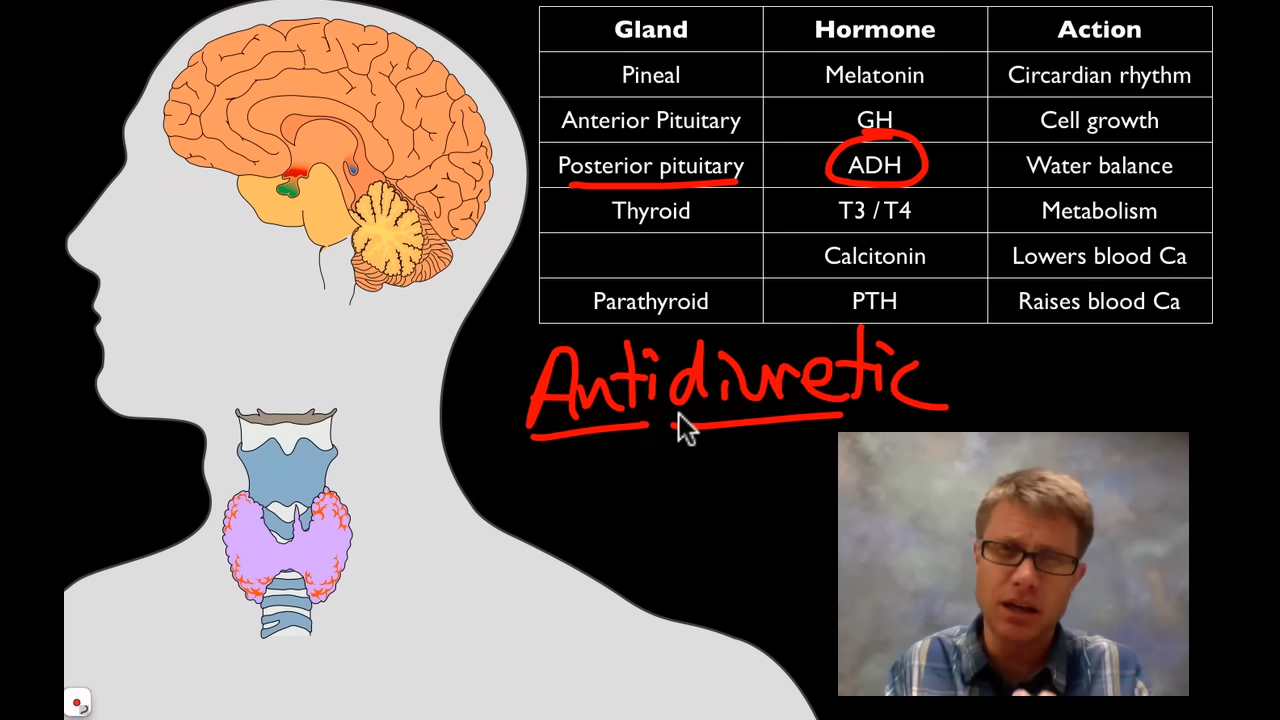 Gland Hormone Action
Pineal Melatonin Circardian rhythm
Anterior Pituitary GH Cell growth
Posterior pituitary ADH Water balance
Thyroid T3 / T4 Metabolism
Calcitonin Lowers blood Ca
Parathyroid PTH Raises blood Ca
Antidiuretic